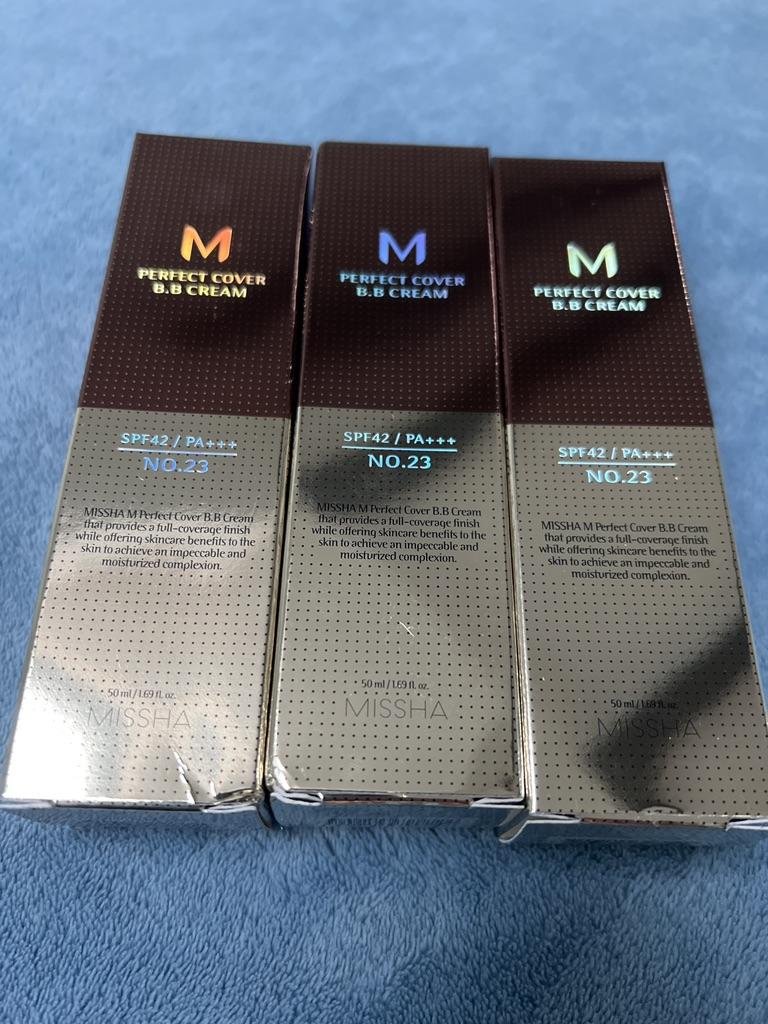 M
PERFECT COVER
B.B CREAM
SPF42 / PA+++
NO.23
MISSHA M Perfect Cover B.B Cream
that provides a full-coverage finish
while offering skincare benefits to the
skin to achieve an impeccable and
moisturized complexion.
50 ml / 1.69 fl. oz.
MISSHA
M
PERFECT COVER
B.B CREAM
SPF42 / PA+++
NO.23
MISSHA M Perfect Cover B.B Cream
that provides a full-coverage finish
while offering skincare benefits to the
skin to achieve an impeccable and
moisturized complexion.
50 ml / 1.69 fl. oz.
MISSHA
M
PERFECT COVER
B.B CREAM
SPF42 / PA+++
NO.23
MISSHA M Perfect Cover B.B Cream
that provides a full-coverage finish
while offering skincare benefits to the
skin to achieve an impeccable and
moisturized complexion.
50 ml / 1.69 fl. oz.
MISSHA